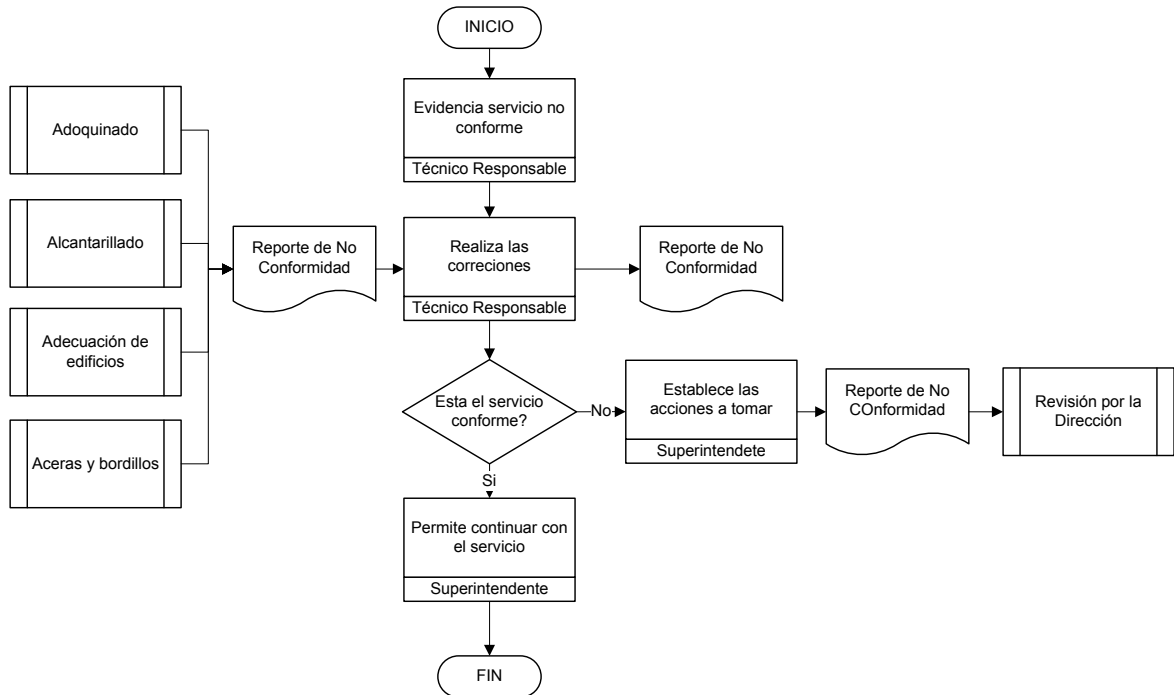 INICIO
Evidencia servicio no
conforme
Técnico Responsable
Adoquinado
Alcantarillado
Adecuación de
edificios
Aceras y bordillos
Reporte de No
Conformidad
Realiza las
correciones
Técnico Responsable
Reporte de No
Conformidad
Esta el servicio
conforme?
No
Establece las
acciones a tomar
Superintendete
Reporte de No
COnformidad
Revisión por la
Dirección
Si
Permite continuar con
el servicio
Superintendente
FIN